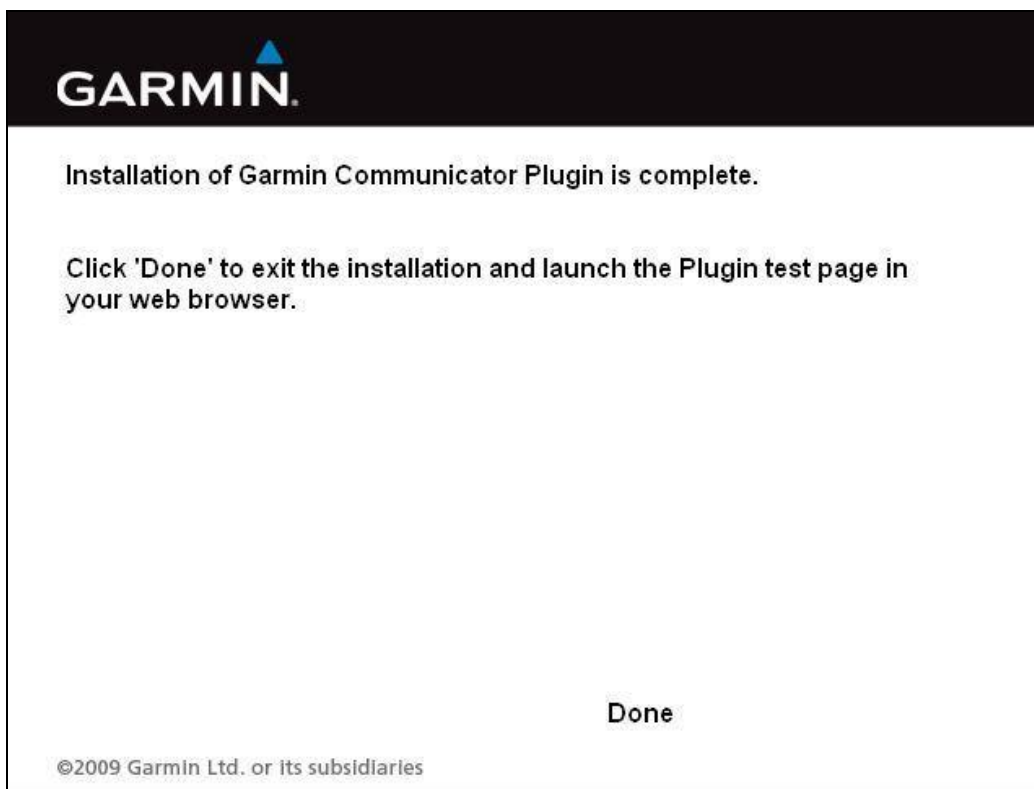 GARMIN.
Installation of Garmin Communicator Plugin is complete.
Click 'Done' to exit the installation and launch the Plugin test page in
your web browser.
Done
©2009 Garmin Ltd. or its subsidiaries